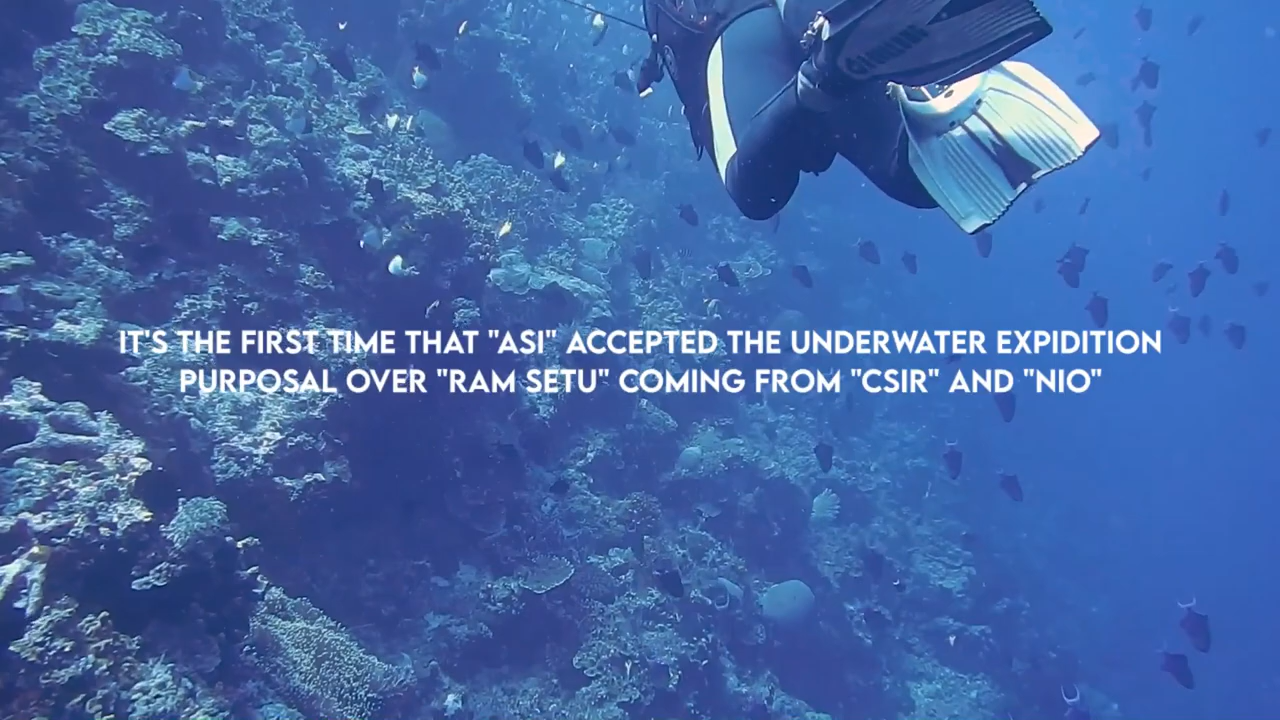 IT'S THE FIRST TIME THAT "ASI" ACCEPTED THE UNDERWATER EXPIDITION
PURPOSAL OVER "RAM SETU" COMING FROM "CSIR" AND "NIO"